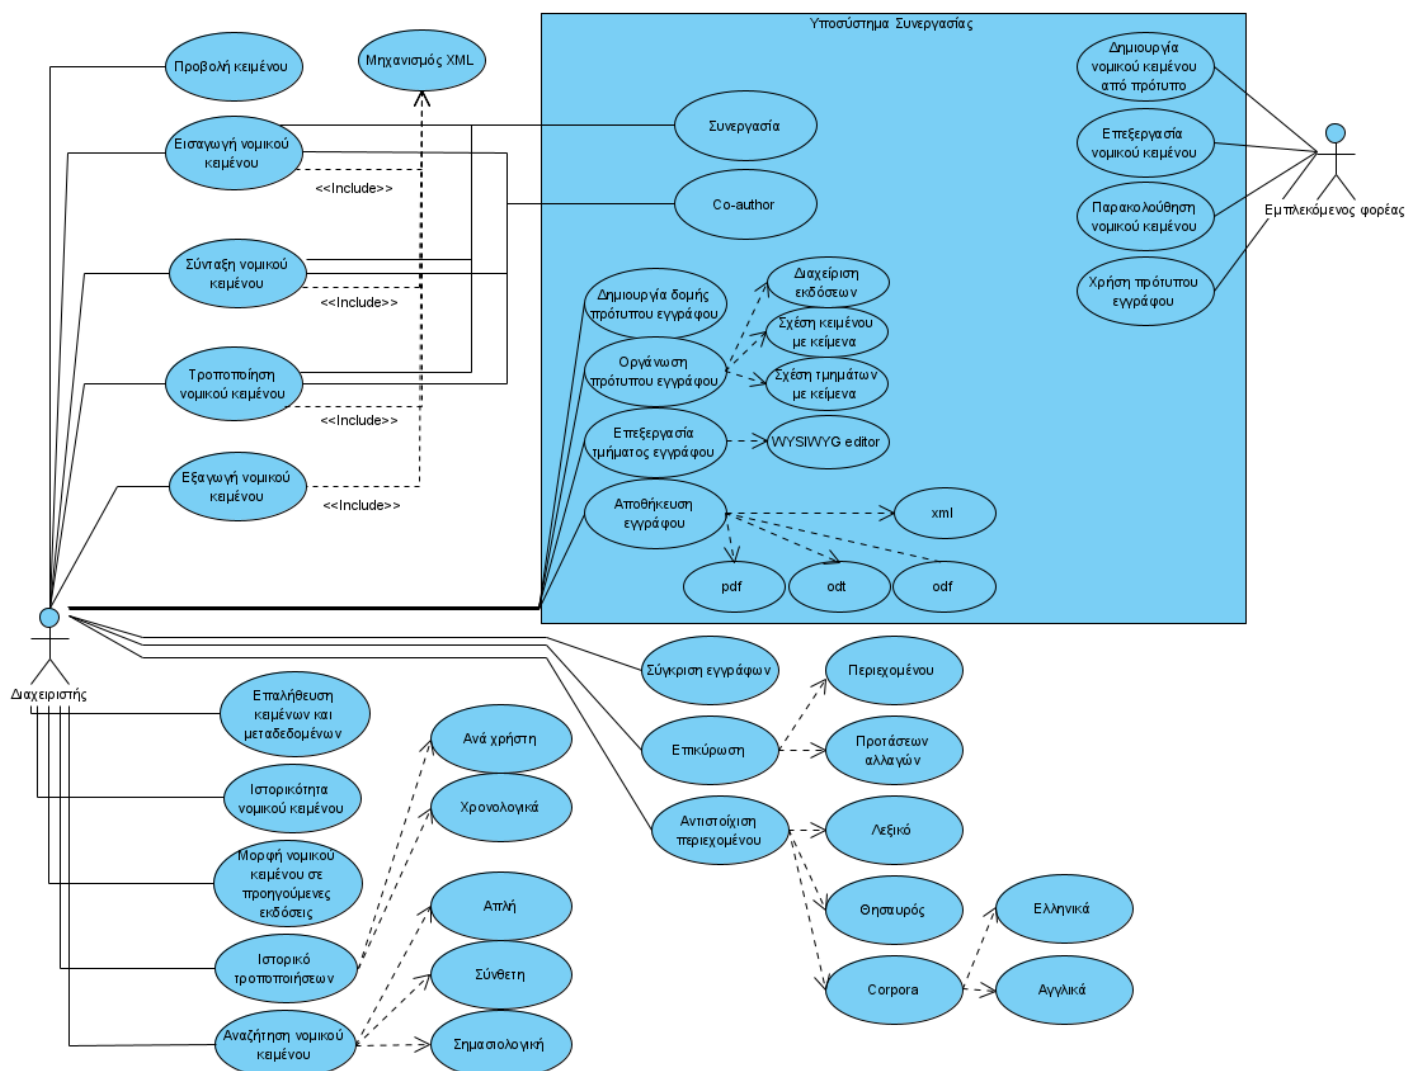 Υποσύστημα Συνεργασίας
Προβολή κειμένου
Μηχανισμός XML
Δημιουργία
νομικού κειμένου
από πρότυπο
Εισαγωγή νομικού
κειμένου
<<Include>>
Συνεργασία
Επεξεργασία
νομικού κειμένου
Co-author
Παρακολούθηση
νομικού κειμένου
Εμπλεκόμενος φορέας
Σύνταξη νομικού
κειμένου
<<Include>>
Δημιουργία δομής
πρότυπου εγγράφου
Διαχείριση
εκδόσεων
Χρήση πρότυπου
εγγράφου
Σχέση κειμένου
με κείμενα
Τροποποίηση
νομικού κειμένου
<<Include>>
Οργάνωση
πρότυπου εγγράφου
Σχέση τμημάτων
με κείμενα
Επεξεργασία
τμήματος εγγράφου
WYSIWYG editor
Εξαγωγή νομικού
κειμένου
<<Include>>
Αποθήκευση
εγγράφου
xml
pdf
odt
odf
Διαχειριστής
Σύγκριση εγγράφων
Περιεχομένου
Επαλήθευση
κειμένων και
μεταδεδομένων
Ανά χρήστη
Επικύρωση
Προτάσεων
αλλαγών
Ιστορικότητα
νομικού κειμένου
Χρονολογικά
Αντιστοίχιση
περιεχομένου
Λεξικό
Μορφή νομικού
κειμένου σε
προηγούμενες
εκδόσεις
Απλή
Θησαυρός
Ελληνικά
Ιστορικό
τροποποιήσεων
Σύνθετη
Corpora
Αγγλικά
Αναζήτηση νομικού
κειμένου
Σημασιολογική